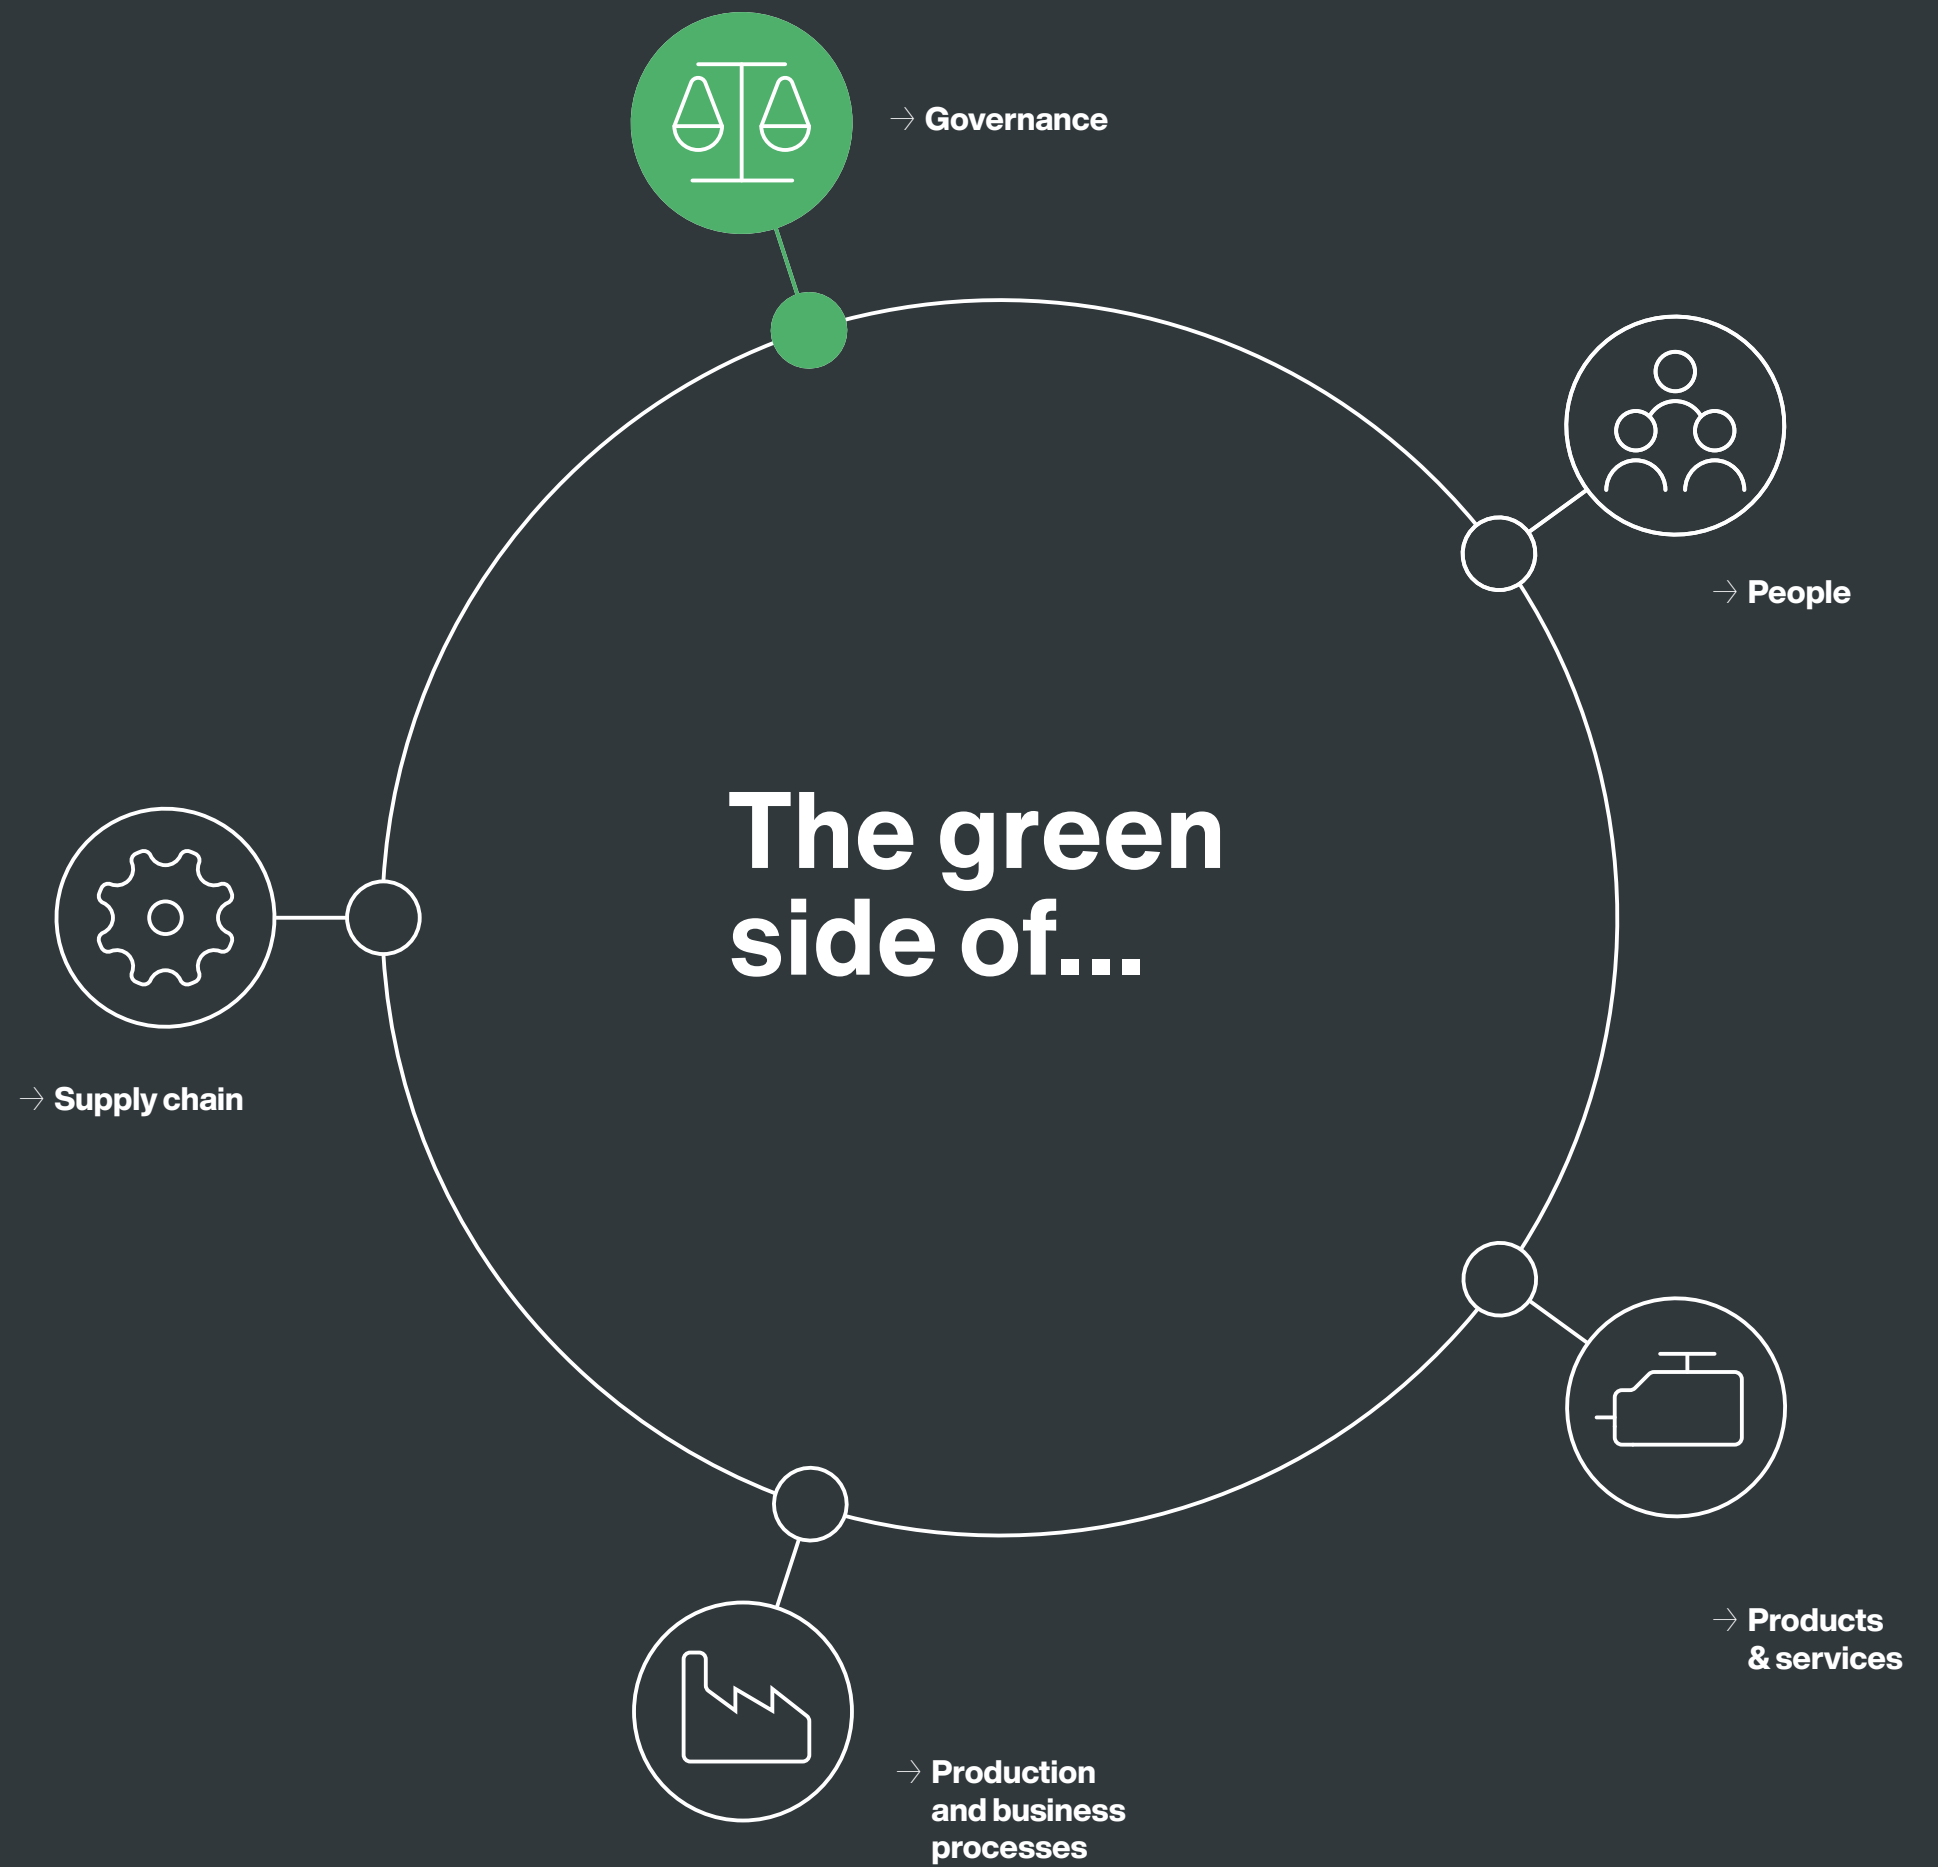 → Governance
→ People
The green
side of...
→ Supply chain
→ Products
& services
→ Production
and business
processes